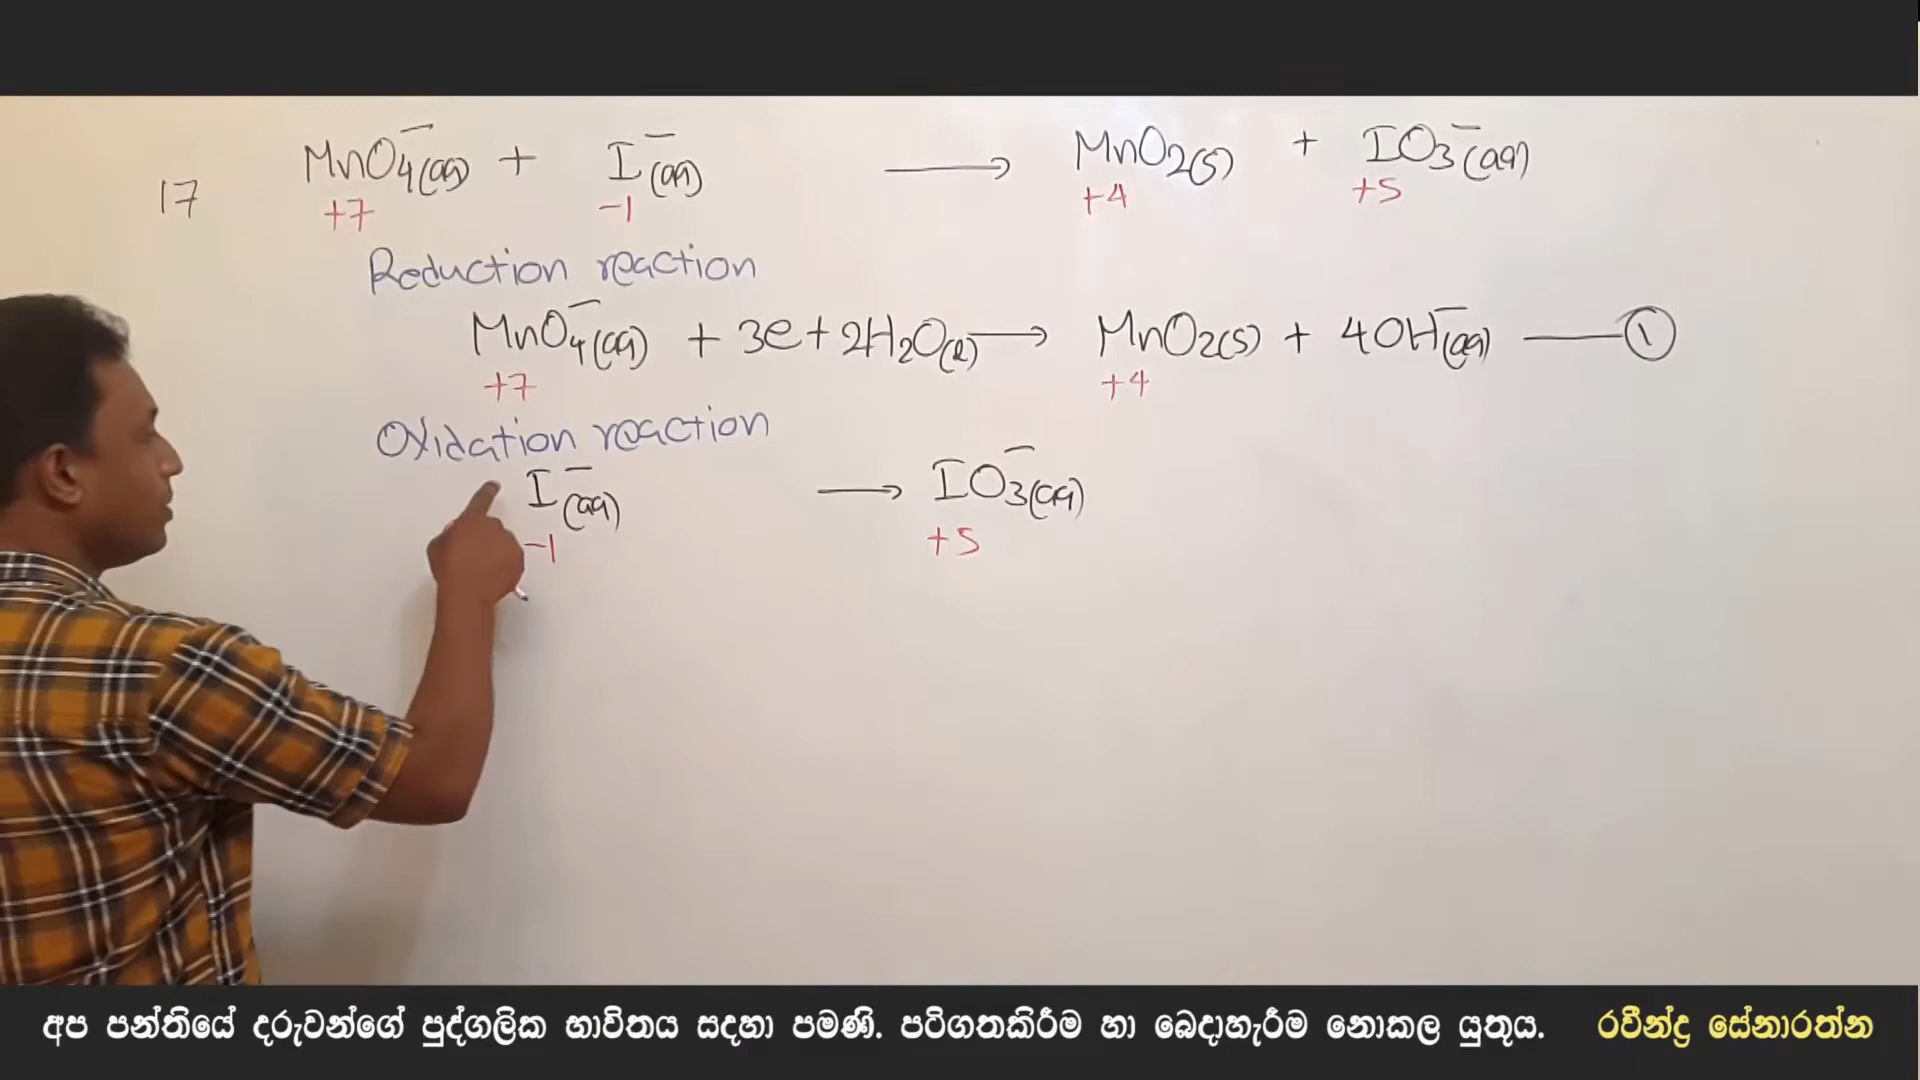 17 MnO₄⁻(aq) + I⁻(aq) ⟶ MnO₂(s) + IO₃⁻(aq)
+7 -1 +4 +5
Reduction reaction
MnO₄⁻(aq) + 3e + 2H₂O(l) ⟶ MnO₂(s) + 4OH⁻(aq) —— ①
+7 +4
Oxidation reaction
I⁻(aq) ⟶ IO₃⁻(aq)
-1 +5
අප පන්තියේ දරුවන්ගේ පුද්ගලික භාවිතය සදහා පමණි. පටිගතකිරීම හා බෙදාහැරීම නොකල යුතුය. රවීන්ද්‍ර සේනාරත්න